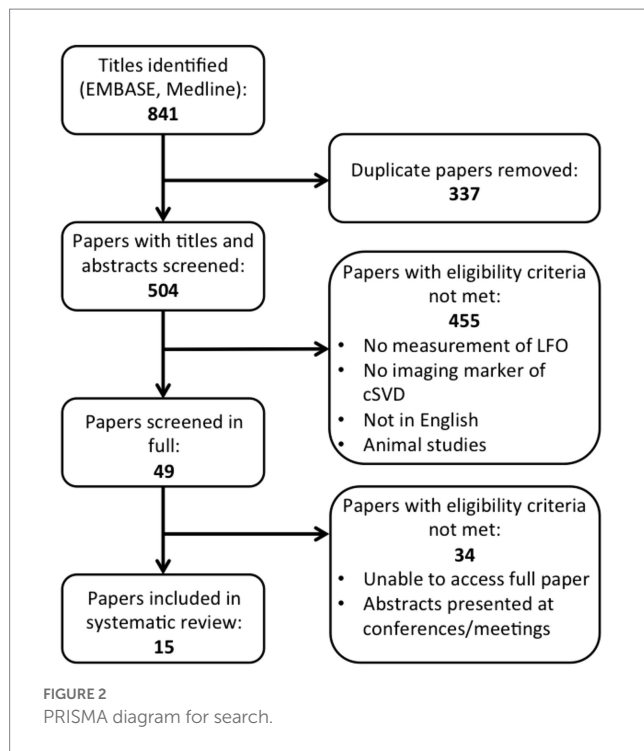 Titles identified
(EMBASE, Medline):
841
Duplicate papers removed:
337
Papers with titles and
abstracts screened:
504
Papers with eligibility criteria
not met:
455
• No measurement of LFO
• No imaging marker of
cSVD
• Not in English
• Animal studies
Papers screened in
full:
49
Papers with eligibility criteria
not met:
34
• Unable to access full paper
• Abstracts presented at
conferences/meetings
Papers included in
systematic review:
15
FIGURE 2
PRISMA diagram for search.